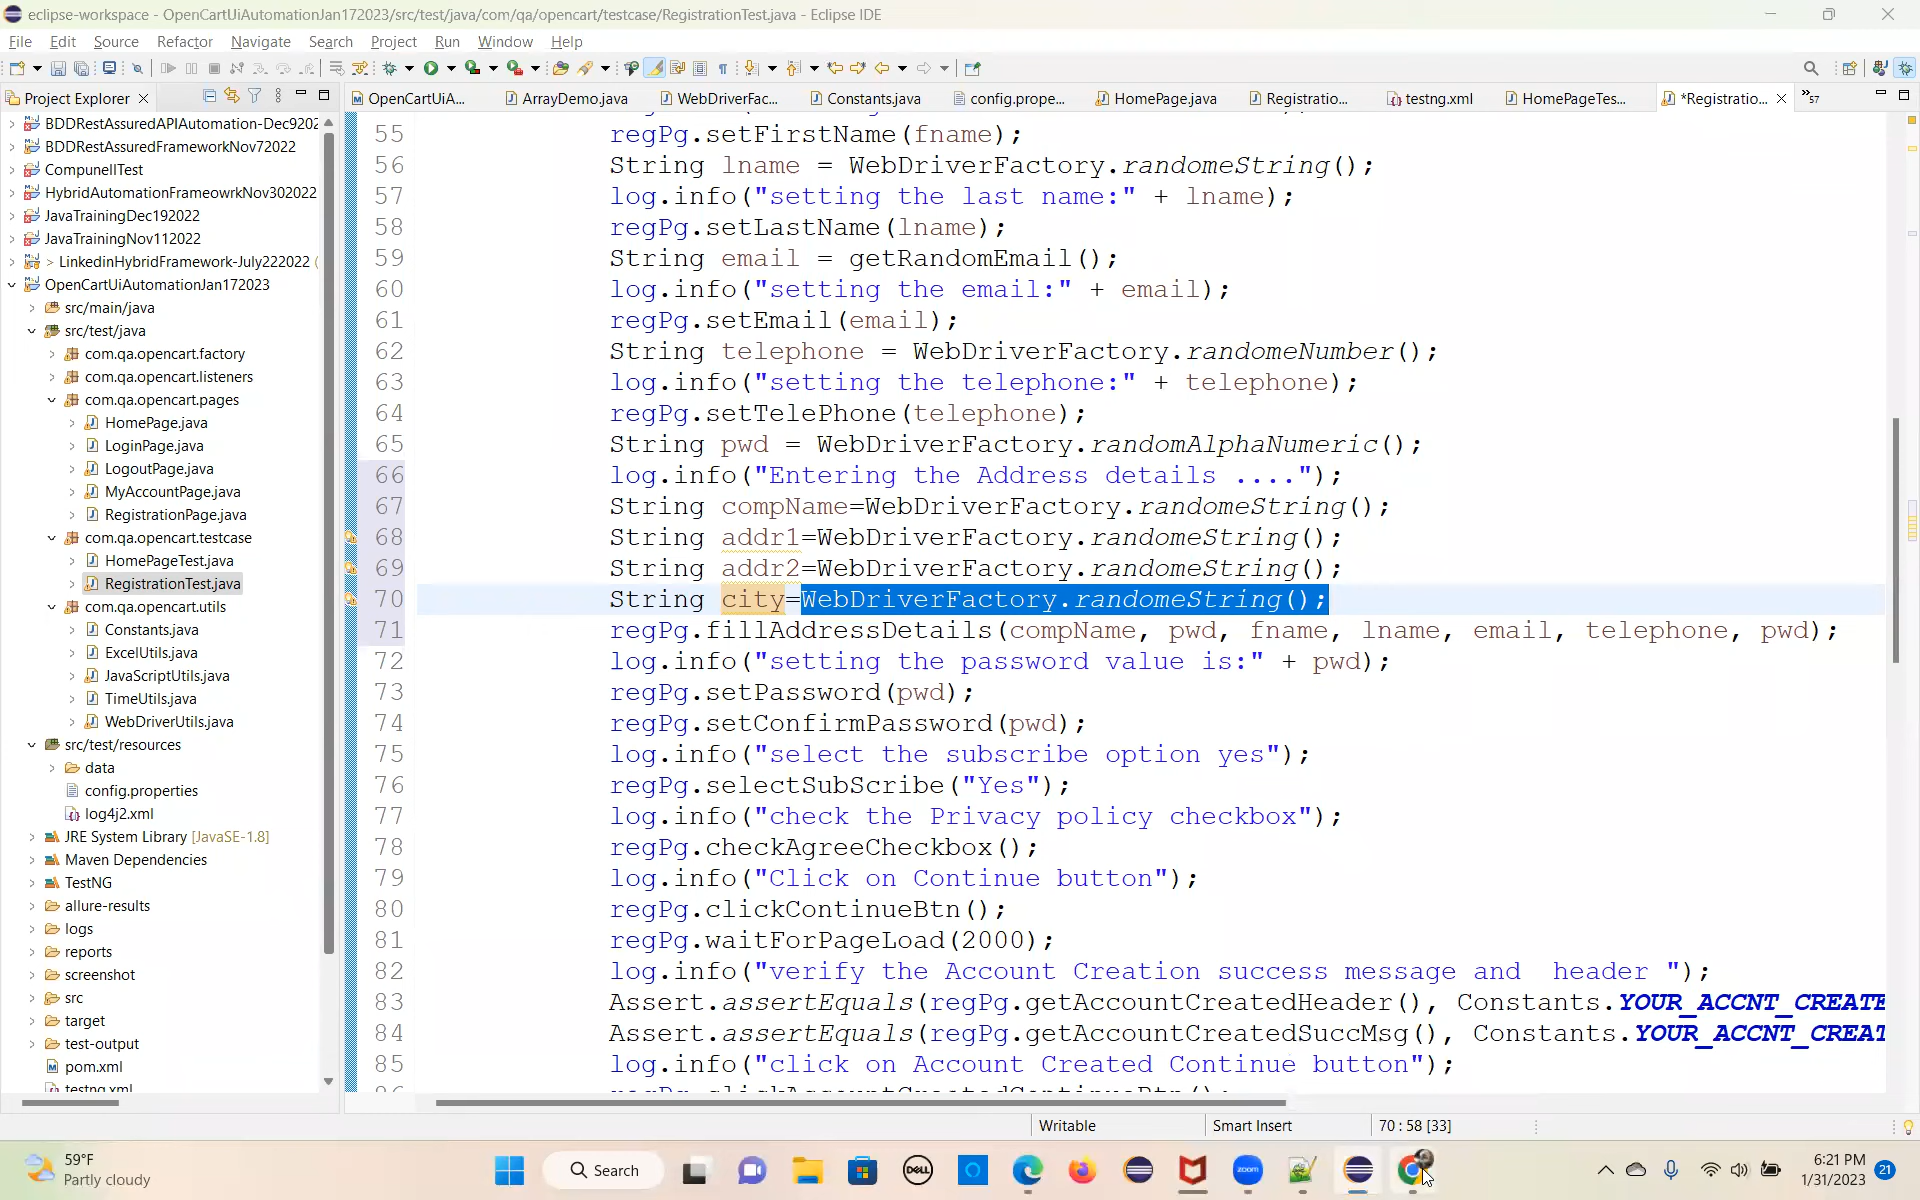 eclipse-workspace - OpenCartUiAutomationJan172023/src/test/java/com/qa/opencart/testcase/RegistrationTest.java - Eclipse IDE
File Edit Source Refactor Navigate Search Project Run Window Help
Project Explorer
OpenCartUiA... ArrayDemo.java WebDriverFac... Constants.java config.prope... HomePage.java Registratio... testng.xml HomePageTes... *Registratio... »57
BDDRestAssuredAPIAutomation-Dec9202
BDDRestAssuredFrameworkNov72022
CompunellTest
HybridAutomationFrameowrkNov302022
JavaTrainingDec192022
JavaTrainingNov112022
> LinkedinHybridFramework-July222022 (
OpenCartUiAutomationJan172023
src/main/java
src/test/java
com.qa.opencart.factory
com.qa.opencart.listeners
com.qa.opencart.pages
HomePage.java
LoginPage.java
LogoutPage.java
MyAccountPage.java
RegistrationPage.java
com.qa.opencart.testcase
HomePageTest.java
RegistrationTest.java
com.qa.opencart.utils
Constants.java
ExcelUtils.java
JavaScriptUtils.java
TimeUtils.java
WebDriverUtils.java
src/test/resources
data
config.properties
log4j2.xml
JRE System Library [JavaSE-1.8]
Maven Dependencies
TestNG
allure-results
logs
reports
screenshot
src
target
test-output
pom.xml
testng.xml
55 regPg.setFirstName(fname);
56 String lname = WebDriverFactory.randomeString();
57 log.info("setting the last name:" + lname);
58 regPg.setLastName(lname);
59 String email = getRandomEmail();
60 log.info("setting the email:" + email);
61 regPg.setEmail(email);
62 String telephone = WebDriverFactory.randomeNumber();
63 log.info("setting the telephone:" + telephone);
64 regPg.setTelePhone(telephone);
65 String pwd = WebDriverFactory.randomAlphaNumeric();
66 log.info("Entering the Address details ....");
67 String compName=WebDriverFactory.randomeString();
68 String addr1=WebDriverFactory.randomeString();
69 String addr2=WebDriverFactory.randomeString();
70 String city=WebDriverFactory.randomeString();
71 regPg.fillAddressDetails(compName, pwd, fname, lname, email, telephone, pwd);
72 log.info("setting the password value is:" + pwd);
73 regPg.setPassword(pwd);
74 regPg.setConfirmPassword(pwd);
75 log.info("select the subscribe option yes");
76 regPg.selectSubScribe("Yes");
77 log.info("check the Privacy policy checkbox");
78 regPg.checkAgreeCheckbox();
79 log.info("Click on Continue button");
80 regPg.clickContinueBtn();
81 regPg.waitForPageLoad(2000);
82 log.info("verify the Account Creation success message and  header ");
83 Assert.assertEquals(regPg.getAccountCreatedHeader(), Constants.YOUR_ACCNT_CREATE
84 Assert.assertEquals(regPg.getAccountCreatedSuccMsg(), Constants.YOUR_ACCNT_CREAT
85 log.info("click on Account Created Continue button");
Writable Smart Insert 70 : 58 [33]
59°F
Partly cloudy
Search
DELL
zoom
6:21 PM
1/31/2023
21